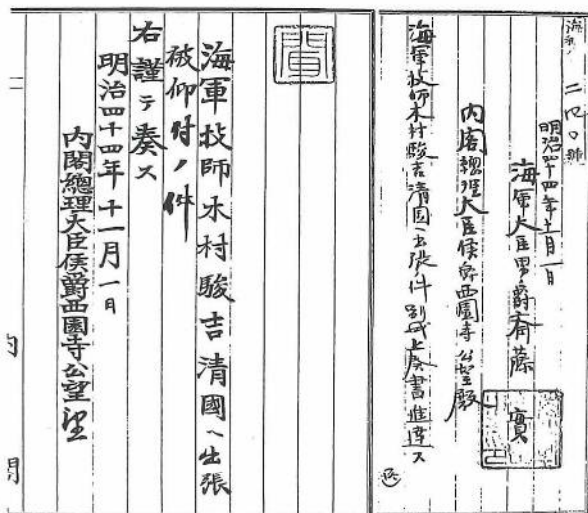 海軍 二四〇號
明治四十四年十一月一日
海軍大臣男爵斎藤 實
内閣總理大臣侯爵西園寺公望殿
海軍技師木村駿吉清國ヘ出張件別紙上奏書進達ス
聞
海軍技師木村駿吉清國ヘ出張
被仰付ノ件
右謹テ奏ス
明治四十四年十一月一日
内閣總理大臣侯爵西園寺公望
内閣